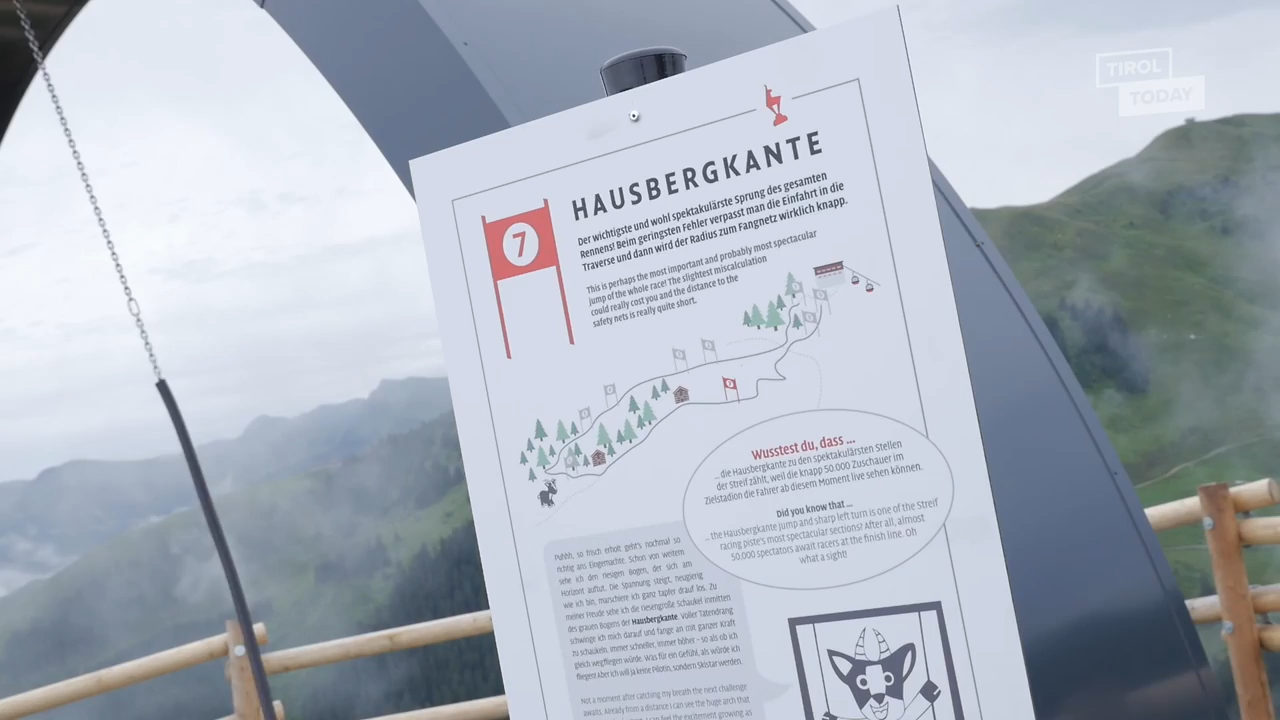 TIROL
TODAY
HAUSBERGKANTE
7
Der wichtigste und wohl spektakulärste Sprung des gesamten
Rennens! Beim geringsten Fehler verpasst man die Einfahrt in die
Traverse und dann wird der Radius zum Fangnetz wirklich knapp.
This is perhaps the most important and probably most spectacular
jump of the whole race! The slightest miscalculation
could really cost you and the distance to the
safety nets is really quite short.
Wusstest du, dass ...
... die Hausbergkante zu den spektakulärsten Stellen
der Streif zählt, weil die knapp 50.000 Zuschauer im
Zielstadion die Fahrer ab diesem Moment live sehen können.
Did you know that ...
... the Hausbergkante jump and sharp left turn is one of the Streif
racing piste's most spectacular sections! After all, almost
50,000 spectators await racers at the finish line. Oh
what a sight!
Puhhh, so frisch erholt geht's nochmal so
richtig ans Eingemachte. Schon von weitem
sehe ich den riesigen Bogen, der sich am
Horizont auftut. Die Spannung steigt, neugierig
wie ich bin, marschiere ich ganz tapfer drauf los. Zu
meiner Freude sehe ich die riesengroße Schaukel inmitten
des grauen Bogens der Hausbergkante. Voller Tatendrang
schwinge ich mich darauf und fange an mit ganzer Kraft
zu schaukeln, immer schneller, immer höher – so als ob ich
gleich wegfliegen würde. Was für ein Gefühl, als würde ich
fliegen! Aber ich will ja keine Pilotin, sondern Skistar werden.
Not a moment after catching my breath the next challenge
awaits. Already from a distance I can see the huge arch that
I can feel the excitement growing as